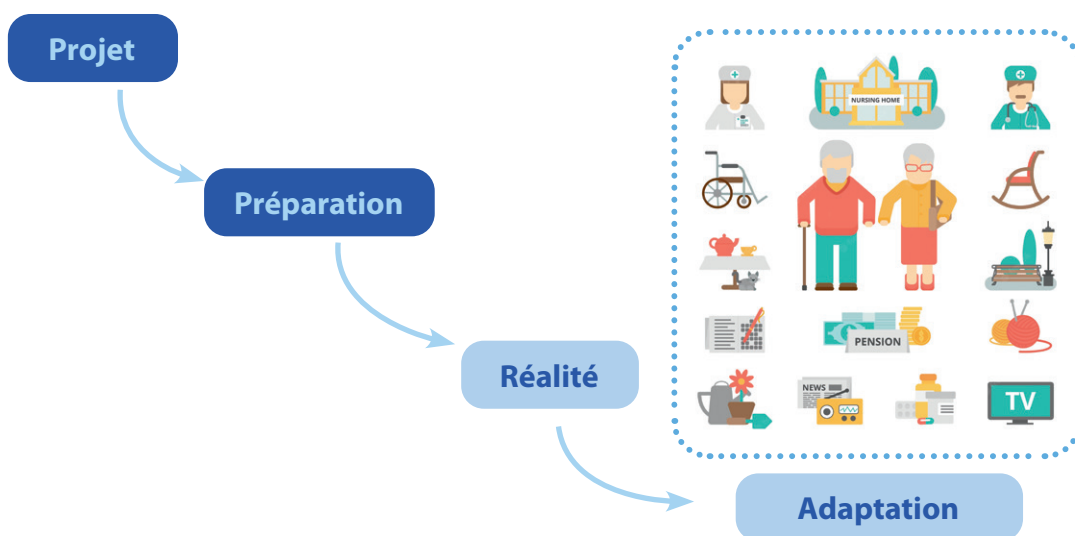 Projet
Préparation
Réalité
Adaptation
NURSING HOME
PENSION
NEWS
TV